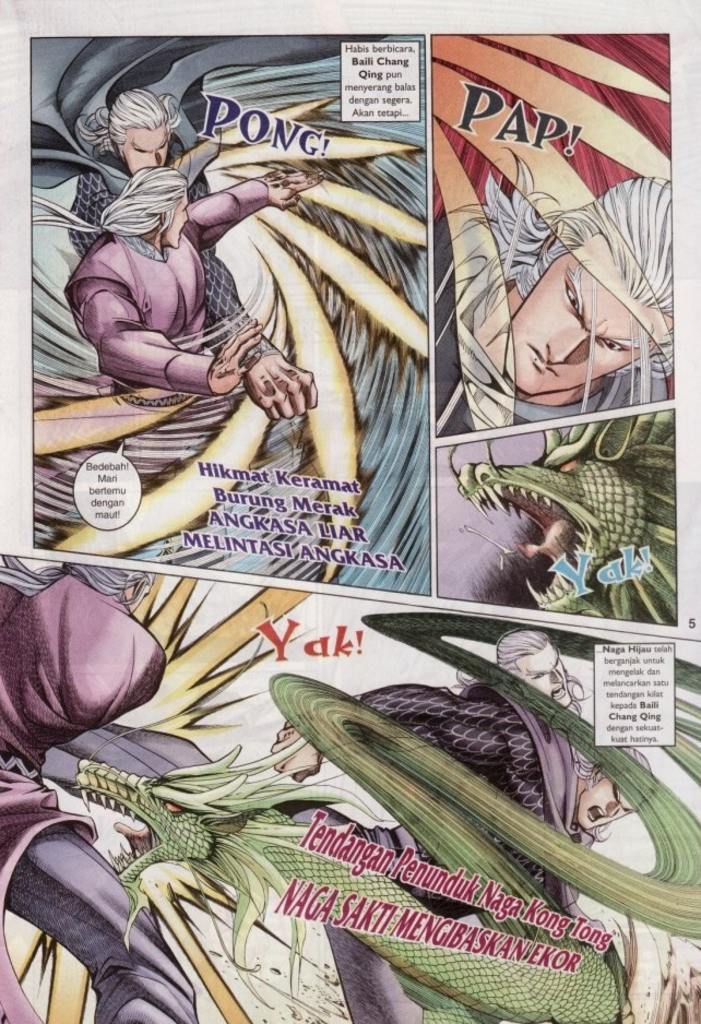 Habis berbicara,
Baili Chang
Qing pun
menyerang balas
dengan segera.
Akan tetapi...
PONG!
PAP!
Bedebah!
Mari
bertemu
dengan
maut!
Hikmat Keramat
Burung Merak
ANGKASA LIAR
MELINTASI ANGKASA
Yak!
5
Yak!
...Naga Hijau telah
berganjak untuk
mengelak dan
melancarkan satu
tendangan kilat
kepada Baili
Chang Qing
dengan sekuat-
kuat hatinya.
Tendangan Penunduk Naga Kong Tong
NAGA SAKTI MENGIBASKAN EKOR